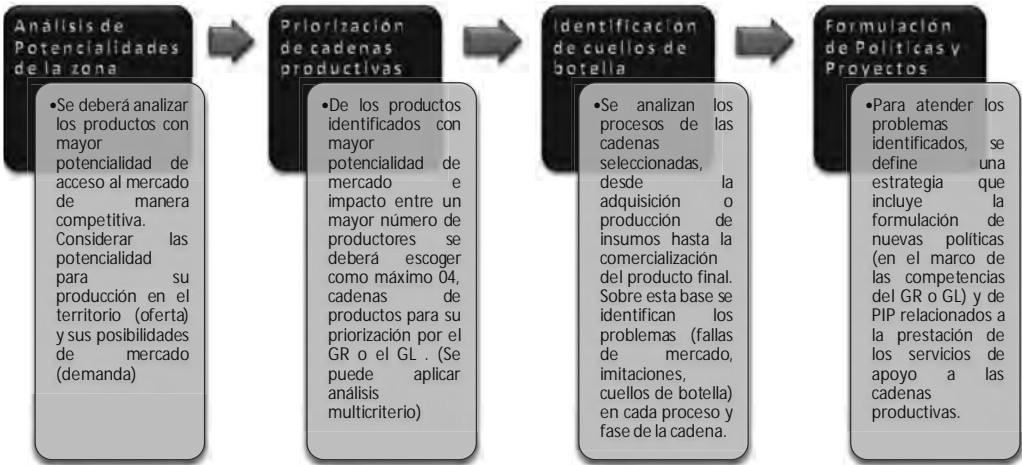 Análisis de
Potencialidades
de la zona
•Se deberá analizar
los productos con
mayor
potencialidad de
acceso al mercado
de manera
competitiva.
Considerar las
potencialidad
para su
producción en el
territorio (oferta)
y sus posibilidades
de mercado
(demanda)
Priorización
de cadenas
productivas
•De los productos
identificados con
mayor
potencialidad de
mercado e
impacto entre un
mayor número de
productores se
deberá escoger
como máximo 04,
cadenas de
productos para su
priorización por el
GR o el GL . (Se
puede aplicar
análisis
multicriterio)
Identificación
de cuellos de
botella
•Se analizan los
procesos de las
cadenas
seleccionadas,
desde la
adquisición o
producción de
insumos hasta la
comercialización
del producto final.
Sobre esta base se
identifican los
problemas (fallas
de mercado,
imitaciones,
cuellos de botella)
en cada proceso y
fase de la cadena.
Formulación
de Políticas y
Proyectos
•Para atender los
problemas
identificados, se
define una
estrategia que
incluye la
formulación de
nuevas políticas
(en el marco de
las competencias
del GR o GL) y de
PIP relacionados a
la prestación de
los servicios de
apoyo a las
cadenas
productivas.